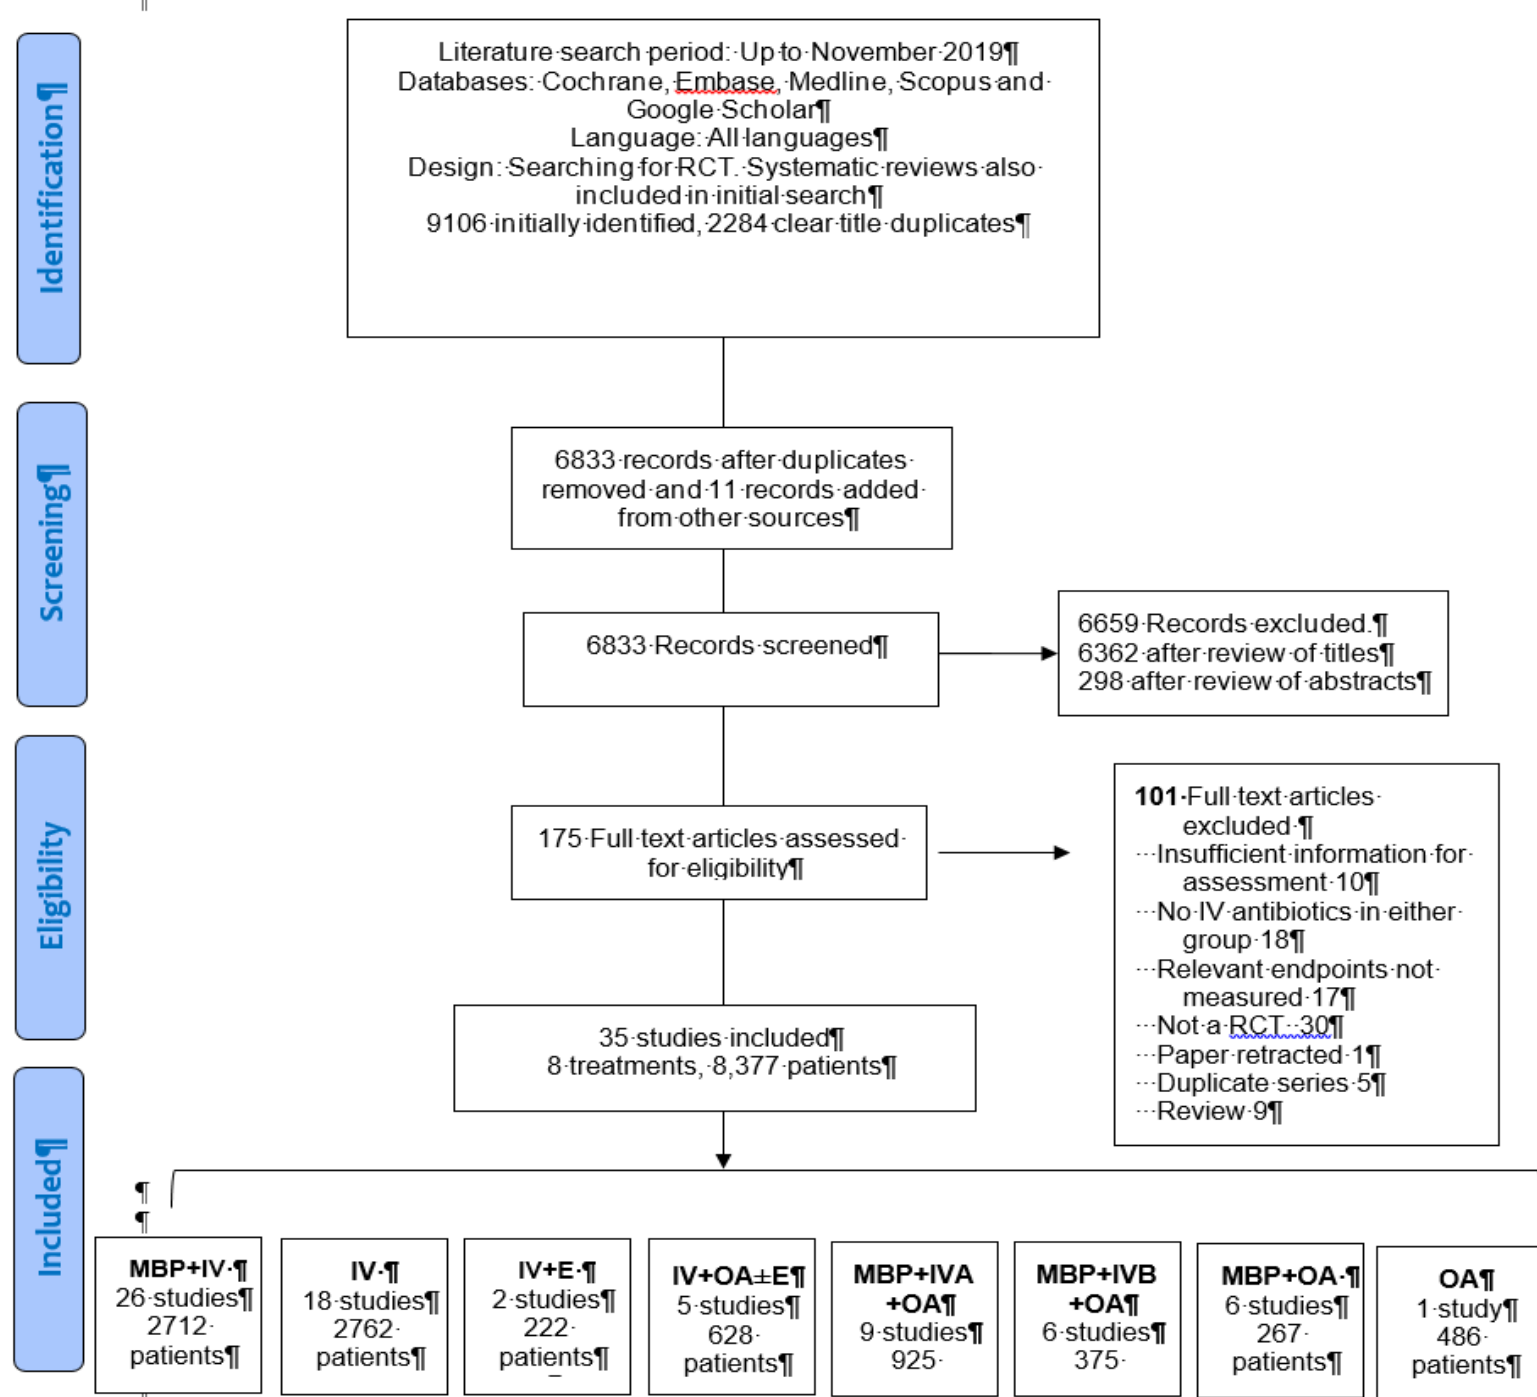 ¶
Identification¶
Literature search period: Up to November 2019¶
Databases: Cochrane, Embase, Medline, Scopus and
Google Scholar¶
Language: All languages¶
Design: Searching for RCT. Systematic reviews also
included in initial search¶
9106 initially identified, 2284 clear title duplicates¶
Screening¶
6833 records after duplicates
removed and 11 records added
from other sources¶
6833 Records screened¶
6659 Records excluded.¶
6362 after review of titles¶
298 after review of abstracts¶
Eligibility
175 Full text articles assessed
for eligibility¶
101 Full text articles
excluded ¶
Insufficient information for
assessment 10¶
No IV antibiotics in either
group 18¶
Relevant endpoints not
measured 17¶
Not a RCT  30¶
Paper retracted 1¶
Duplicate series 5¶
Review 9¶
35 studies included¶
8 treatments, 8,377 patients¶
Included¶
¶
¶
MBP+IV ¶
26 studies¶
2712
patients¶
IV ¶
18 studies¶
2762
patients¶
IV+E ¶
2 studies¶
222
patients¶
IV+OA±E¶
5 studies¶
628
patients¶
MBP+IVA
+OA¶
9 studies¶
925
MBP+IVB
+OA¶
6 studies¶
375
MBP+OA ¶
6 studies¶
267
patients¶
OA¶
1 study¶
486
patients¶